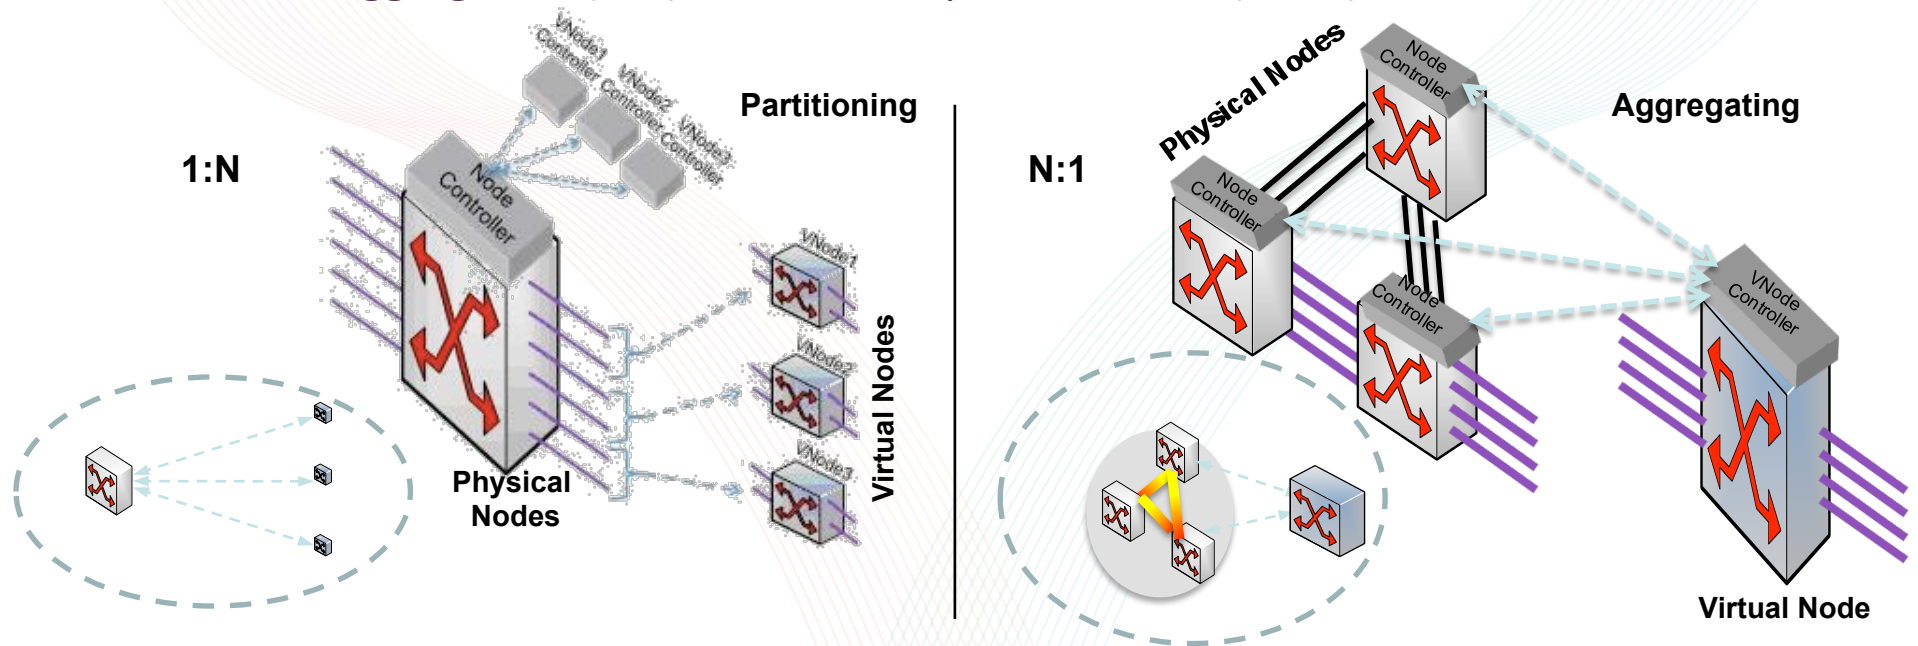 Partitioning
1:N
VNode1
Controller
VNode2
Controller
VNode3
Controller
Node
Controller
VNode1
VNode2
VNode3
Virtual Nodes
Physical
Nodes
Aggregating
N:1
Physical Nodes
Node
Controller
Node
Controller
Node
Controller
VNode
Controller
Virtual Node